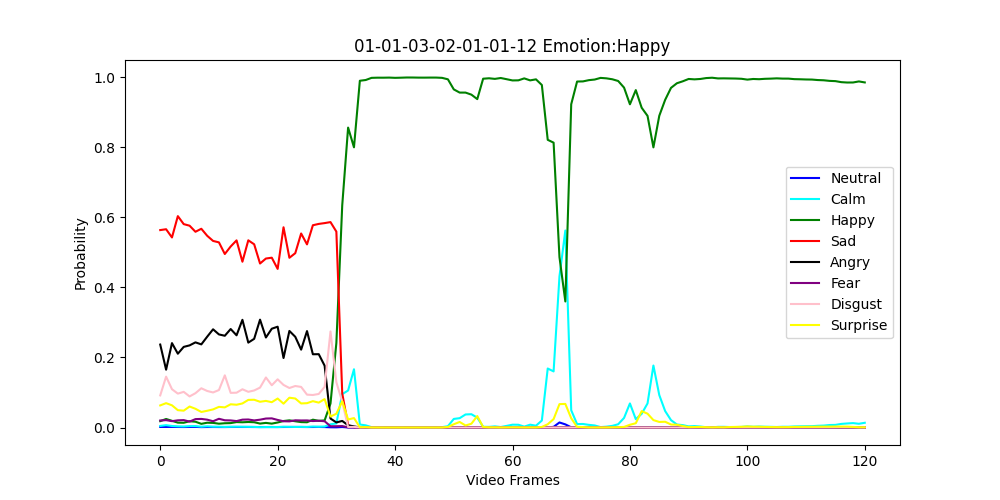 01-01-03-02-01-01-12 Emotion:Happy
1.0
0.8
0.6
0.4
0.2
0.0
Probability
0
20
40
60
80
100
120
Video Frames
Neutral
Calm
Happy
Sad
Angry
Fear
Disgust
Surprise